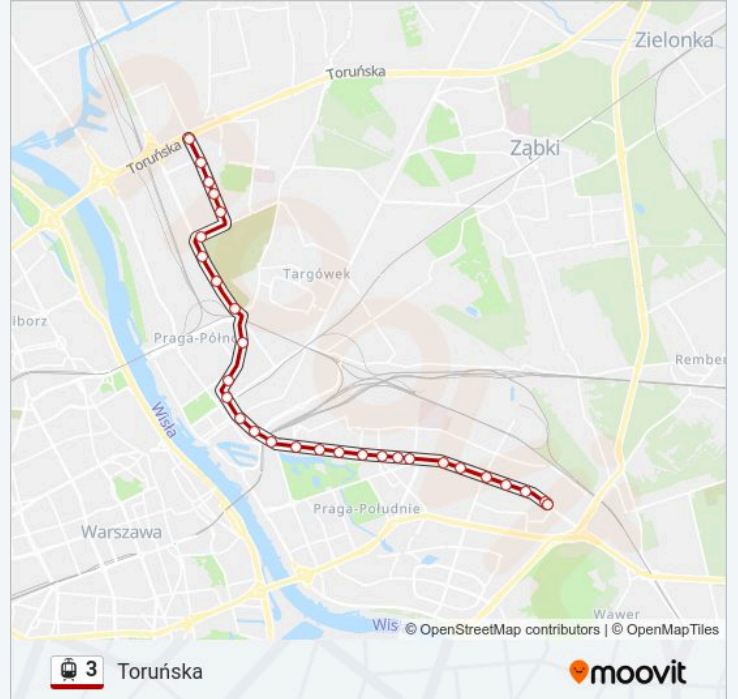 Zielonka
Toruńska
Ząbki
Toruńska
Targówek
iborz
Praga-Półno
Rember
Wisła
Praga-Południe
Warszawa
Wawer
Wis
© OpenStreetMap contributors | © OpenMapTiles
3 Toruńska
moovit